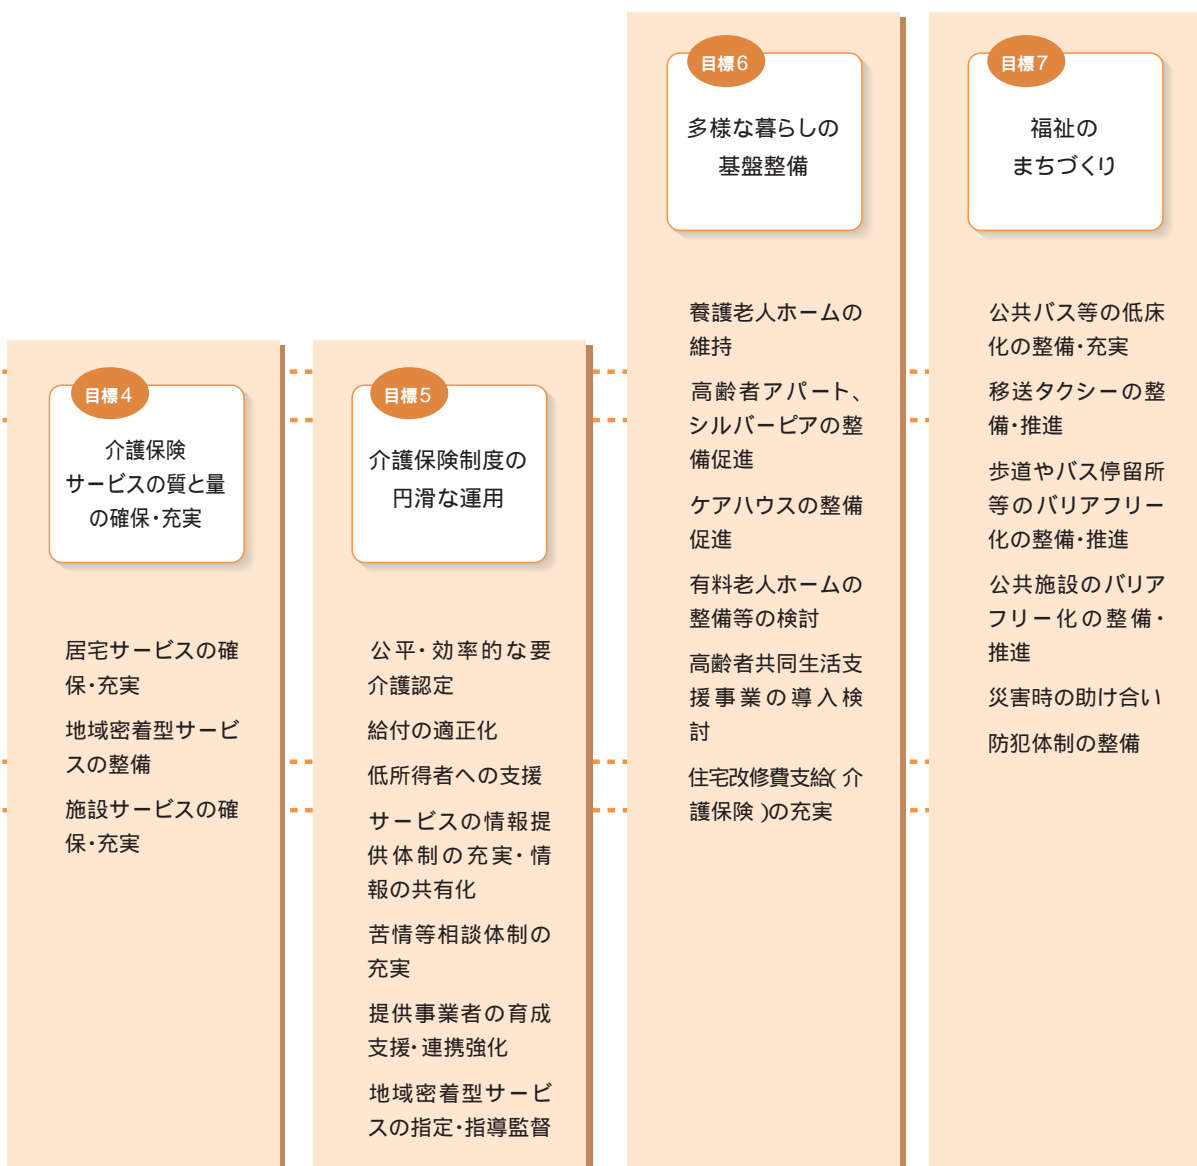 目標4
介護保険
サービスの質と量
の確保・充実
居宅サービスの確
保・充実
地域密着型サービ
スの整備
施設サービスの確
保・充実
目標5
介護保険制度の
円滑な運用
公平・効率的な要
介護認定
給付の適正化
低所得者への支援
サービスの情報提
供体制の充実・情
報の共有化
苦情等相談体制の
充実
提供事業者の育成
支援・連携強化
地域密着型サービ
スの指定・指導監督
目標6
多様な暮らしの
基盤整備
養護老人ホームの
維持
高齢者アパート、
シルバーピアの整
備促進
ケアハウスの整備
促進
有料老人ホームの
整備等の検討
高齢者共同生活支
援事業の導入検
討
住宅改修費支給(介
護保険)の充実
目標7
福祉の
まちづくり
公共バス等の低床
化の整備・充実
移送タクシーの整
備・推進
歩道やバス停留所
等のバリアフリー
化の整備・推進
公共施設のバリア
フリー化の整備・
推進
災害時の助け合い
防犯体制の整備